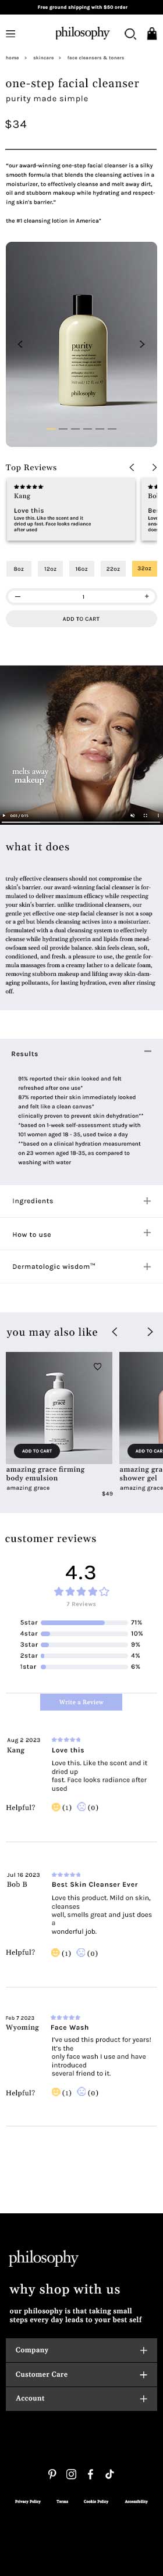 Free ground shipping with $50 order
philosophy
home > skincare > face cleansers & toners
one-step facial cleanser
purity made simple
$34
"our award-winning one-step facial cleanser is a silky
smooth formula that blends the cleansing actives in a
moisurizer, to effectively cleanse and melt away dirt,
oil and stubborn makeup while hydrating and respect-
ing skin's barrier."
the #1 cleansing lotion in America"
purity
made simple
Top Reviews
Kang
Love this
Love this. Like the scent and it
dried up fast. Face looks radiance
after used
8oz
12oz
16oz
22oz
32oz
1
ADD TO CART
melts away
makeup
what it does
truly effective cleansers should not compromise the
skin's barrier. our award-winning facial cleanser is for-
mulated to deliver maximum efficacy while respecting
your skin's barrier. unlike traditional cleansers, our
gentle yet effective one-step facial cleanser is not a soap or
a gel but blends cleansing actives into a moisturizer.
formulated with a dual cleansing system to effectively
cleanse while hydrating glycerin and lipids from mead-
owfoam seed oil provide balance. skin feels clean, soft,
conditioned, and fresh. a pleasure to use, the gentle for-
mula massages from a creamy lather to a delicate foam,
removing stubborn makeup and lifting away skin-dam-
aging pollutants, for lasting hydration, even after rinsing
off.
Results
91% reported their skin looked and felt
refreshed after one use*
87% reported their skin immediately looked
and felt like a clean canvas*
clinically proven to prevent skin dehydration**
*based on 1-week self-assessment study with
101 women aged 18 - 35, used twice a day
**based on a clinical hydration measurement
on 23 women aged 18-35, as compared to
washing with water
Ingredients
How to use
Dermatologic wisdom™
you may also like
amazing
grace
ADD TO CART
ADD TO CAR
amazing grace firming
body emulsion
amazing grace
$49
amazing gra
shower gel
amazing grace
customer reviews
4.3
7 Reviews
5star 71%
4star 10%
3star 9%
2star 4%
1star 6%
Write a Review
Aug 2 2023
Kang
Love this
Love this. Like the scent and it
dried up
fast. Face looks radiance after
used
Helpful? (1) (0)
Jul 16 2023
Bob B
Best Skin Cleanser Ever
Love this product. Mild on skin,
cleanses
well, smells great and just does
a
wonderful job.
Helpful? (1) (0)
Feb 7 2023
Wyoming
Face Wash
I've used this product for years!
It's the
only face wash I use and have
introduced
several friend to it.
Helpful? (1) (0)
philosophy
why shop with us
our philosophy is that taking small
steps every day leads to your best self
Company
Customer Care
Account
Privacy Policy Terms Cookie Policy Accessibility